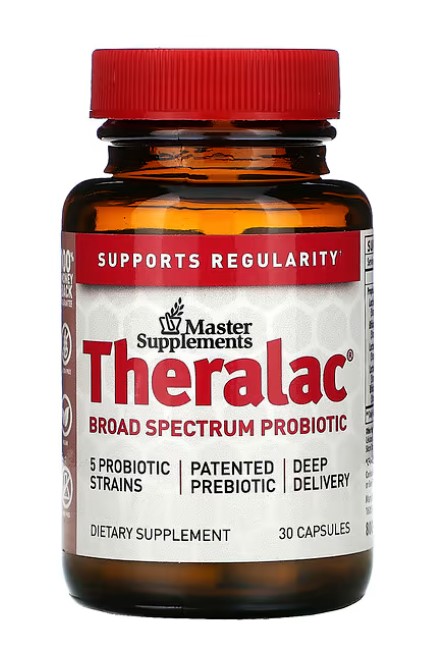 SUPPORTS REGULARITY
Master
Supplements
Theralac®
BROAD SPECTRUM PROBIOTIC
5 PROBIOTIC
STRAINS
PATENTED
PREBIOTIC
DEEP
DELIVERY
DIETARY SUPPLEMENT
30 CAPSULES